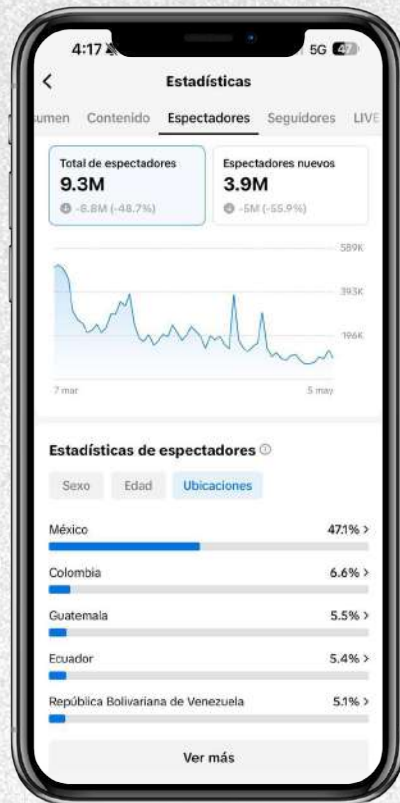 4:17
5G 47
Estadísticas
umen Contenido Espectadores Seguidores LIVE
Total de espectadores
9.3M
-8.8M (-48.7%)
Espectadores nuevos
3.9M
-5M (-55.9%)
589K
393K
196K
7 mar
5 may
Estadísticas de espectadores
Sexo Edad Ubicaciones
México 47.1% >
Colombia 6.6% >
Guatemala 5.5% >
Ecuador 5.4% >
República Bolivariana de Venezuela 5.1% >
Ver más